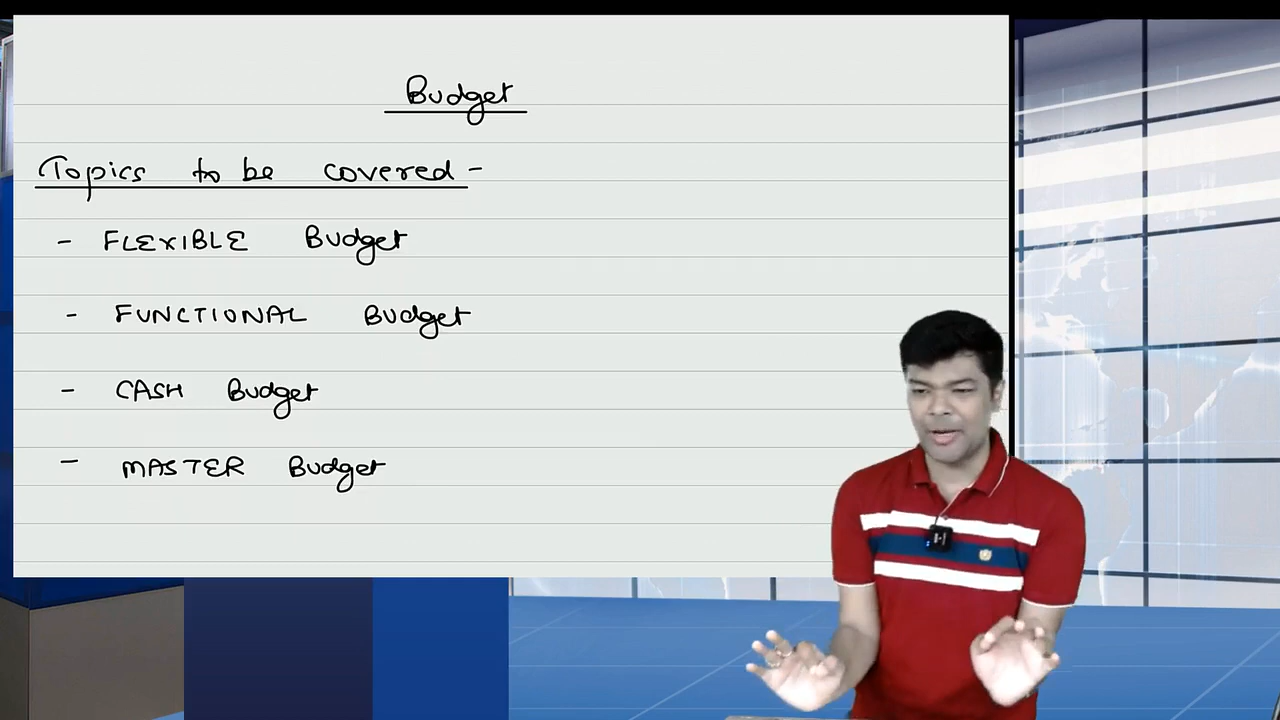 Budget
Topics to be covered -
- FLEXIBLE Budget
- FUNCTIONAL Budget
- CASH Budget
- MASTER Budget